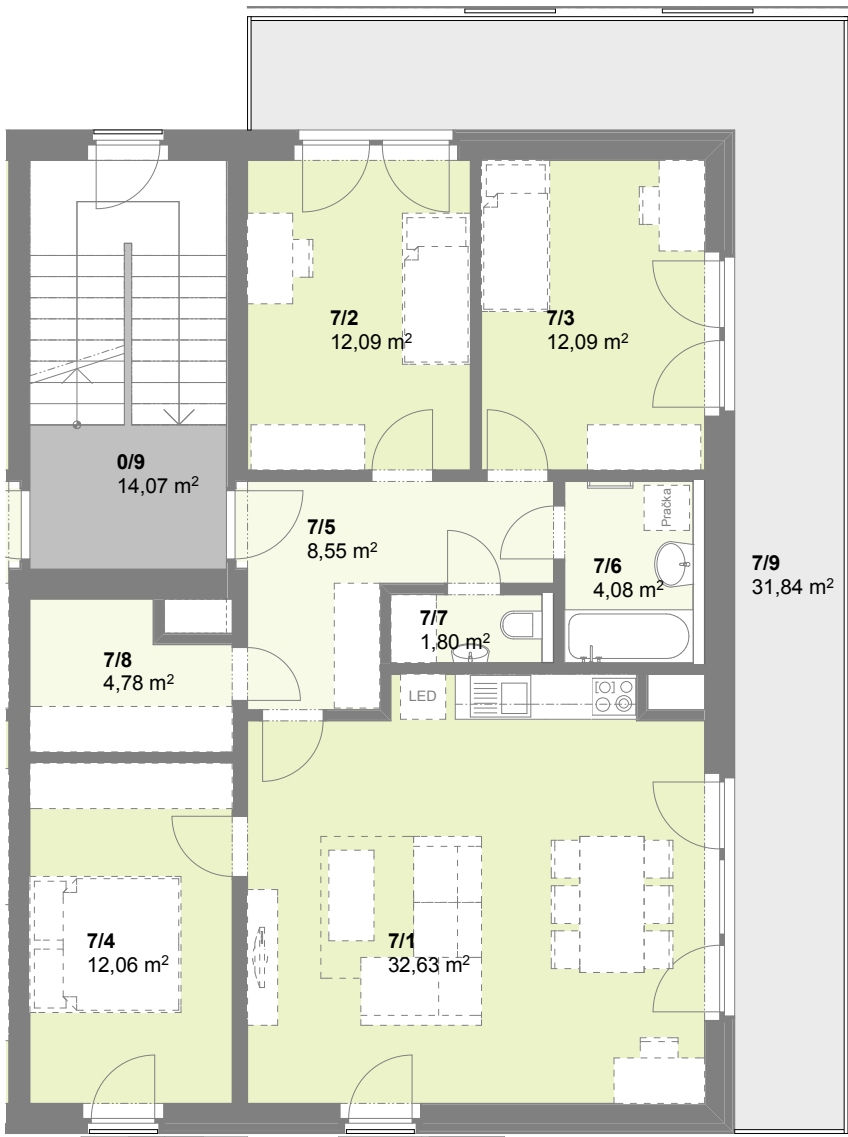 7/2
12,09 m²
7/3
12,09 m²
0/9
14,07 m²
7/5
8,55 m²
Pračka
7/6
4,08 m²
7/9
31,84 m²
7/7
1,80 m²
7/8
4,78 m²
LED
7/4
12,06 m²
7/1
32,63 m²